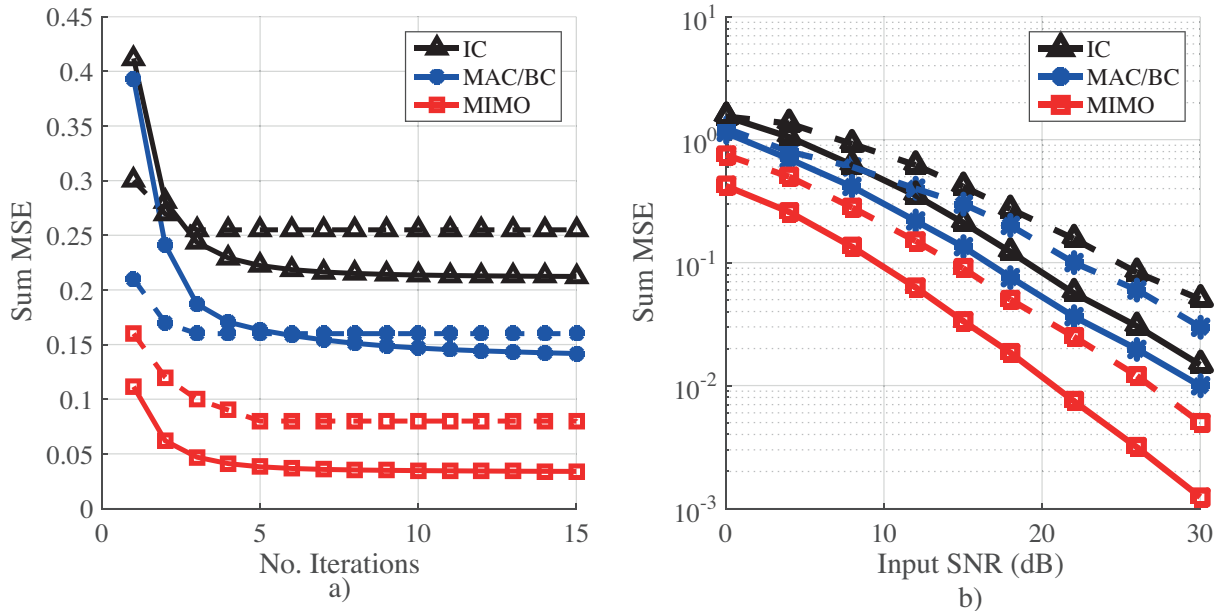 0.45
0.4
0.45
0.3
0.25
0.2
0.15
0.1
0.05
0
Sum MSE
0
5
10
15
No. Iterations
a)
IC
MAC/BC
MIMO
10^1
10^0
10^-1
10^-2
10^-3
Sum MSE
0
10
20
30
Input SNR (dB)
b)
IC
MAC/BC
MIMO